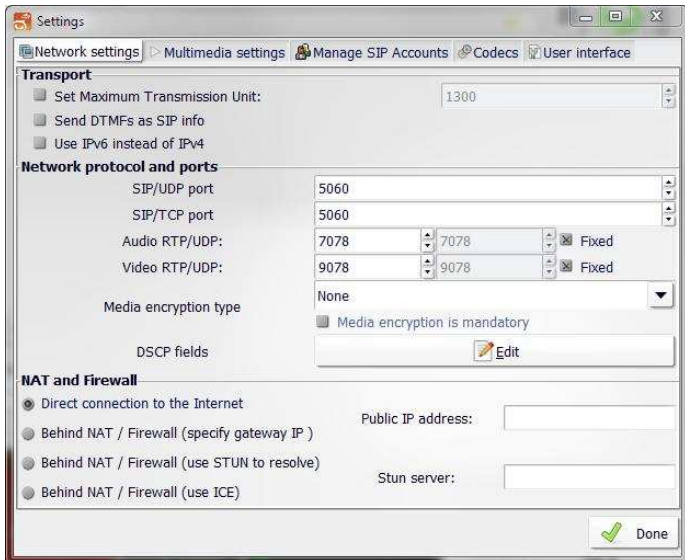 Settings
Network settings Multimedia settings Manage SIP Accounts Codecs User interface
Transport
Set Maximum Transmission Unit: 1300
Send DTMFs as SIP info
Use IPv6 instead of IPv4
Network protocol and ports
SIP/UDP port 5060
SIP/TCP port 5060
Audio RTP/UDP: 7078 7078 Fixed
Video RTP/UDP: 9078 9078 Fixed
Media encryption type None
Media encryption is mandatory
DSCP fields Edit
NAT and Firewall
Direct connection to the Internet
Public IP address:
Behind NAT / Firewall (specify gateway IP )
Behind NAT / Firewall (use STUN to resolve)
Stun server:
Behind NAT / Firewall (use ICE)
Done